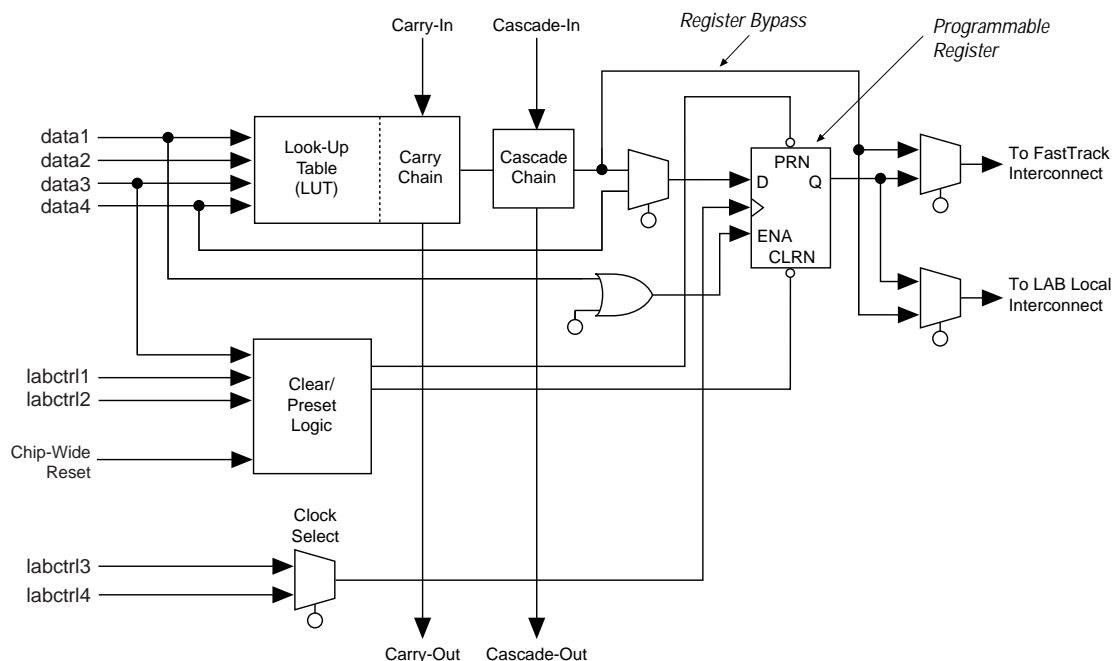 Carry-In
Cascade-In
Register Bypass
Programmable
Register
data1
data2
data3
data4
Look-Up
Table
(LUT)
Carry
Chain
Cascade
Chain
PRN
D
Q
ENA
CLRN
To FastTrack
Interconnect
To LAB Local
Interconnect
labctrl1
labctrl2
Clear/
Preset
Logic
Chip-Wide
Reset
Clock
Select
labctrl3
labctrl4
Carry-Out
Cascade-Out